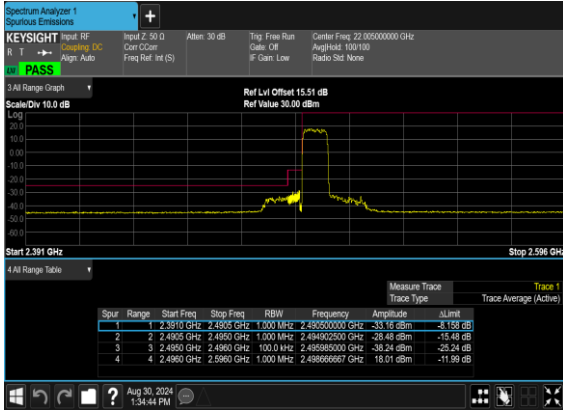 Spectrum Analyzer 1
Spurious Emissions
+
KEYSIGHT Input: RF Input Z: 50 Ω Atten: 30 dB Trig: Free Run Center Freq: 22.005000000 GHz
R T Coupling: DC Corr CCorr Gate: Off Avg|Hold: 100/100
Align: Auto Freq Ref: Int (S) IF Gain: Low Radio Std: None
PASS
3 All Range Graph
Ref Lvl Offset 15.51 dB
Scale/Div 10.0 dB Ref Value 30.00 dBm
Log
20.0
10.0
0.00
-10.0
-20.0
-30.0
-40.0
-50.0
-60.0
Start 2.391 GHz Stop 2.596 GHz
4 All Range Table
Measure Trace Trace 1
Trace Type Trace Average (Active)
Spur Range Start Freq Stop Freq RBW Frequency Amplitude ΔLimit
1 1 2.3910 GHz 2.4905 GHz 1.000 MHz 2.490500000 GHz -33.16 dBm -8.158 dB
2 2 2.4905 GHz 2.4950 GHz 1.000 MHz 2.494902500 GHz -28.48 dBm -15.48 dB
3 3 2.4950 GHz 2.4960 GHz 100.0 kHz 2.495985000 GHz -38.24 dBm -25.24 dB
4 4 2.4960 GHz 2.5960 GHz 1.000 MHz 2.498666667 GHz 18.01 dBm -11.99 dB
?
Aug 30, 2024
1:34:44 PM